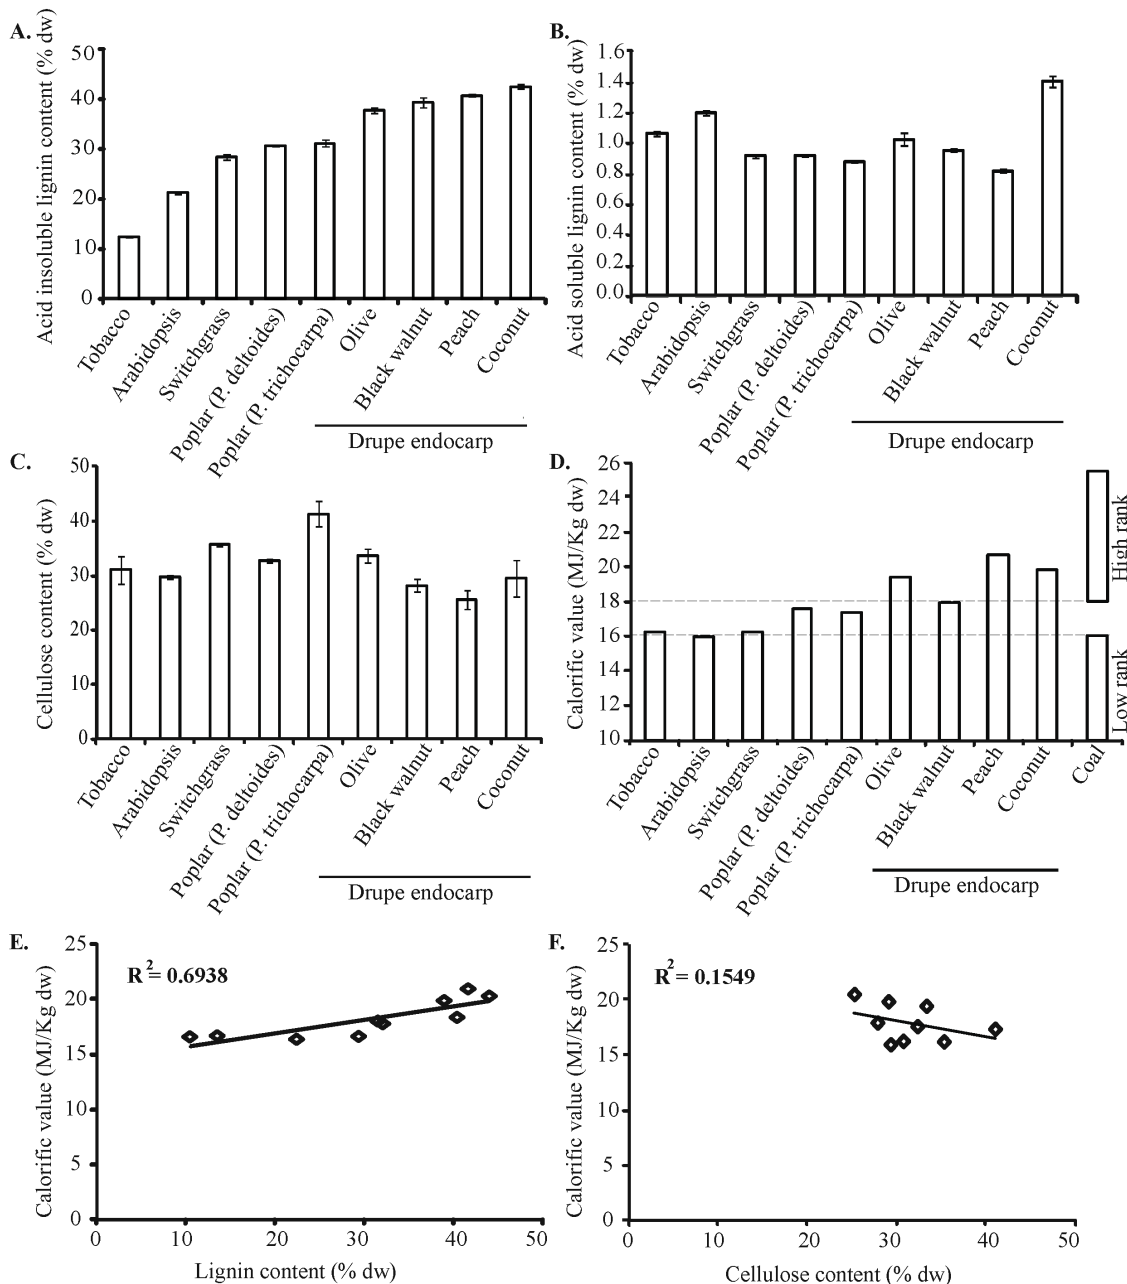 A.
Acid insoluble lignin content (% dw)
50
40
30
20
10
0
Tobacco
Arabidopsis
Switchgrass
Poplar (P. deltoides)
Poplar (P. trichocarpa)
Olive
Black walnut
Peach
Coconut
Drupe endocarp
B.
Acid soluble lignin content (% dw)
1.6
1.4
1.2
1.0
0.8
0.6
0.4
0.2
0.0
Tobacco
Arabidopsis
Switchgrass
Poplar (P. deltoides)
Poplar (P. trichocarpa)
Olive
Black walnut
Peach
Coconut
Drupe endocarp
C.
Cellulose content (% dw)
50
40
30
20
10
0
Tobacco
Arabidopsis
Switchgrass
Poplar (P. deltoides)
Poplar (P. trichocarpa)
Olive
Black walnut
Peach
Coconut
Drupe endocarp
D.
Calorific value (MJ/Kg dw)
26
24
22
20
18
16
14
12
10
High rank
Low rank
Tobacco
Arabidopsis
Switchgrass
Poplar (P. deltoides)
Poplar (P. trichocarpa)
Olive
Black walnut
Peach
Coconut
Coal
Drupe endocarp
E.
Calorific value (MJ/Kg dw)
R²= 0.6938
25
20
15
10
5
0
0 10 20 30 40 50
Lignin content (% dw)
F.
Calorific value (MJ/Kg dw)
R²= 0.1549
25
20
15
10
5
0
0 10 20 30 40 50
Cellulose content (% dw)